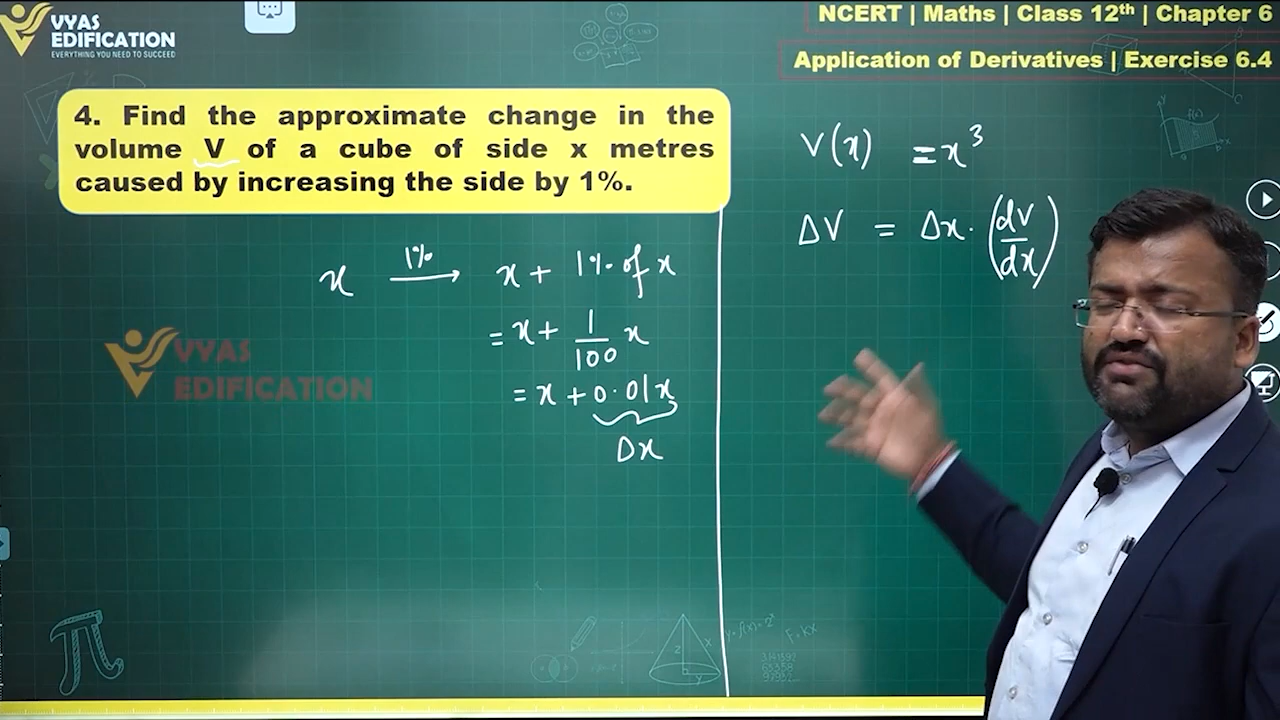 VYAS
EDIFICATION
EVERYTHING YOU NEED TO SUCCEED
NCERT | Maths | Class 12th | Chapter 6
Application of Derivatives | Exercise 6.4
4. Find the approximate change in the
volume V of a cube of side x metres
caused by increasing the side by 1%.
x 1% → x + 1% of x
= x + 1/100 x
= x + 0.01x
Δx
V(x) = x³
ΔV = Δx · (dV/dx)
VYAS
EDIFICATION